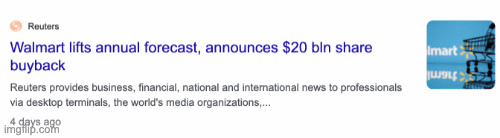 Reuters
Walmart lifts annual forecast, announces $20 bln share
buyback
Reuters provides business, financial, national and international news to professionals
via desktop terminals, the world's media organizations,...
4 days ago
imgflip.com
lmart